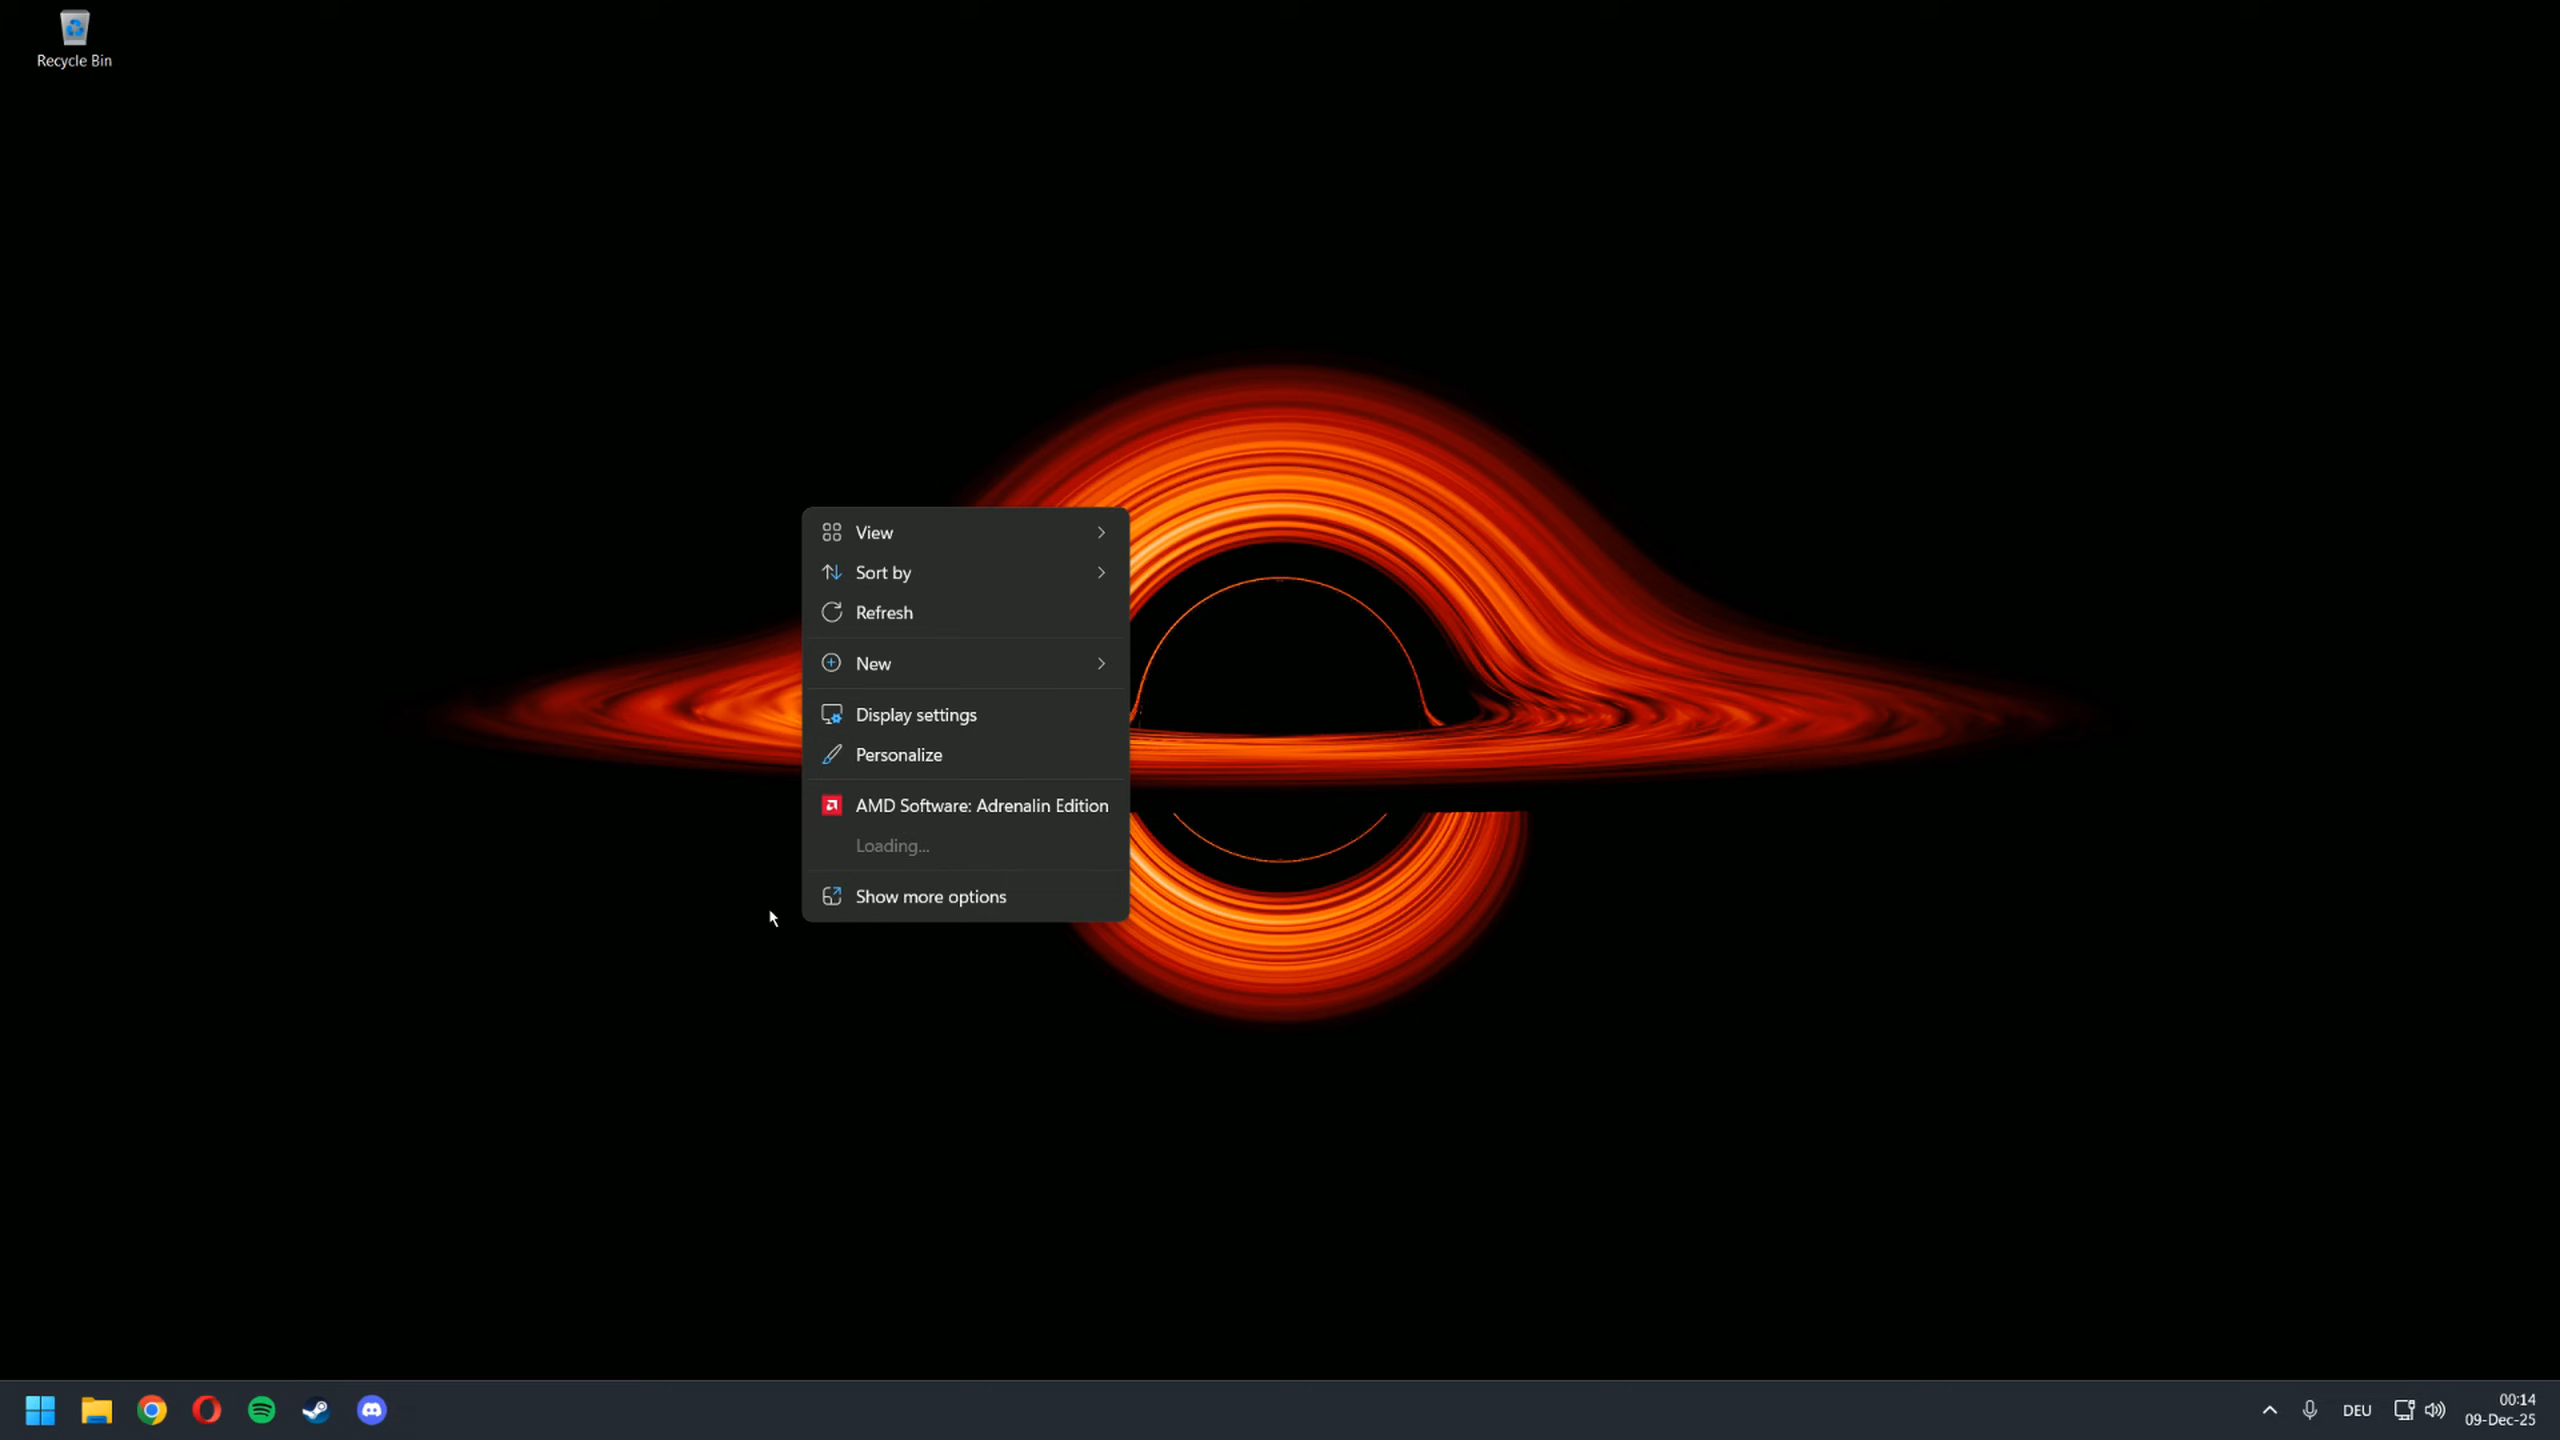 Recycle Bin
View
Sort by
Refresh
New
Display settings
Personalize
AMD Software: Adrenalin Edition
Loading...
Show more options
DEU
00:14
09-Dec-25